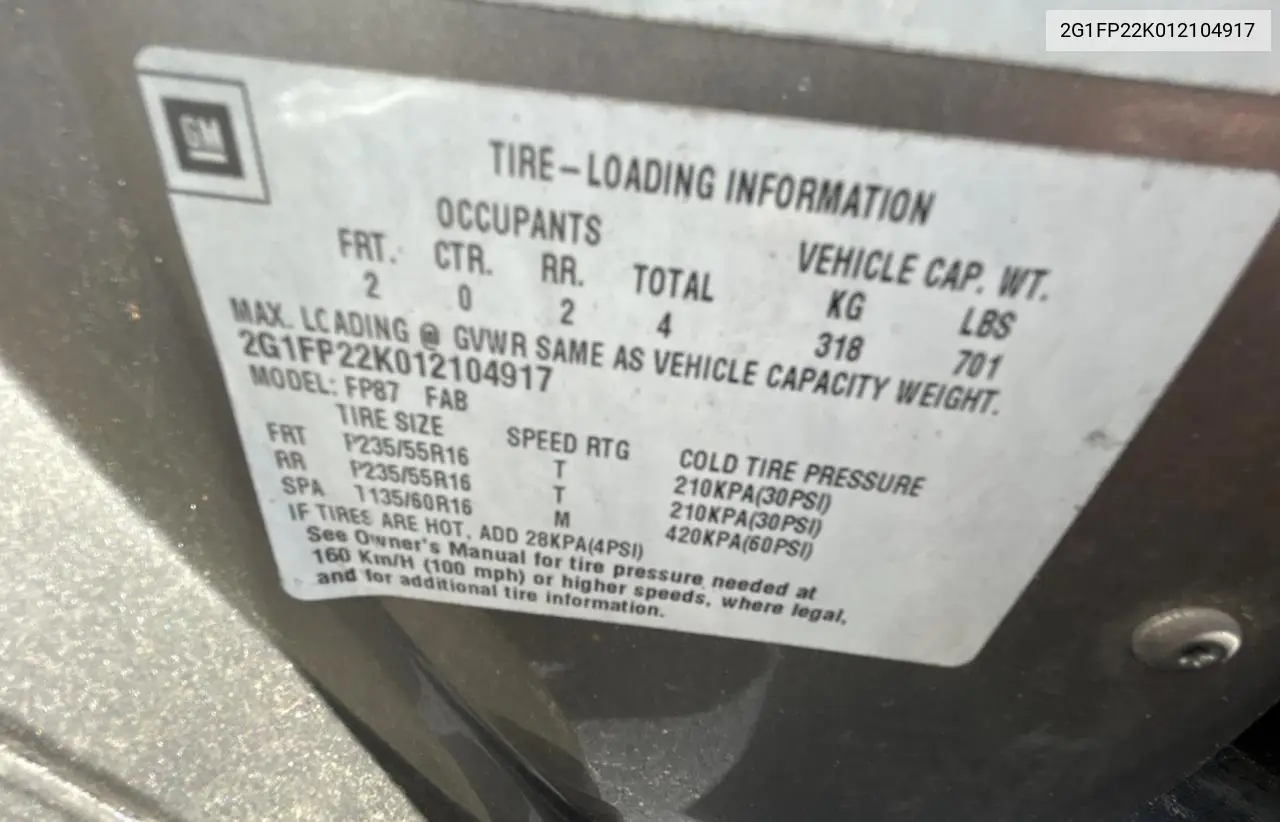 2G1FP22K012104917
GM
TIRE-LOADING INFORMATION
OCCUPANTS VEHICLE CAP. WT.
FRT. CTR. RR. TOTAL KG LBS
2 0 2 4 318 701
MAX. LOADING @ GVWR SAME AS VEHICLE CAPACITY WEIGHT.
2G1FP22K012104917
MODEL: FP87 FAB
TIRE SIZE SPEED RTG COLD TIRE PRESSURE
FRT P235/55R16 T 210KPA(30PSI)
RR P235/55R16 T 210KPA(30PSI)
SPA T135/60R16 M 420KPA(60PSI)
IF TIRES ARE HOT, ADD 28KPA(4PSI)
See Owner's Manual for tire pressure needed at
160 Km/H (100 mph) or higher speeds, where legal,
and for additional tire information.